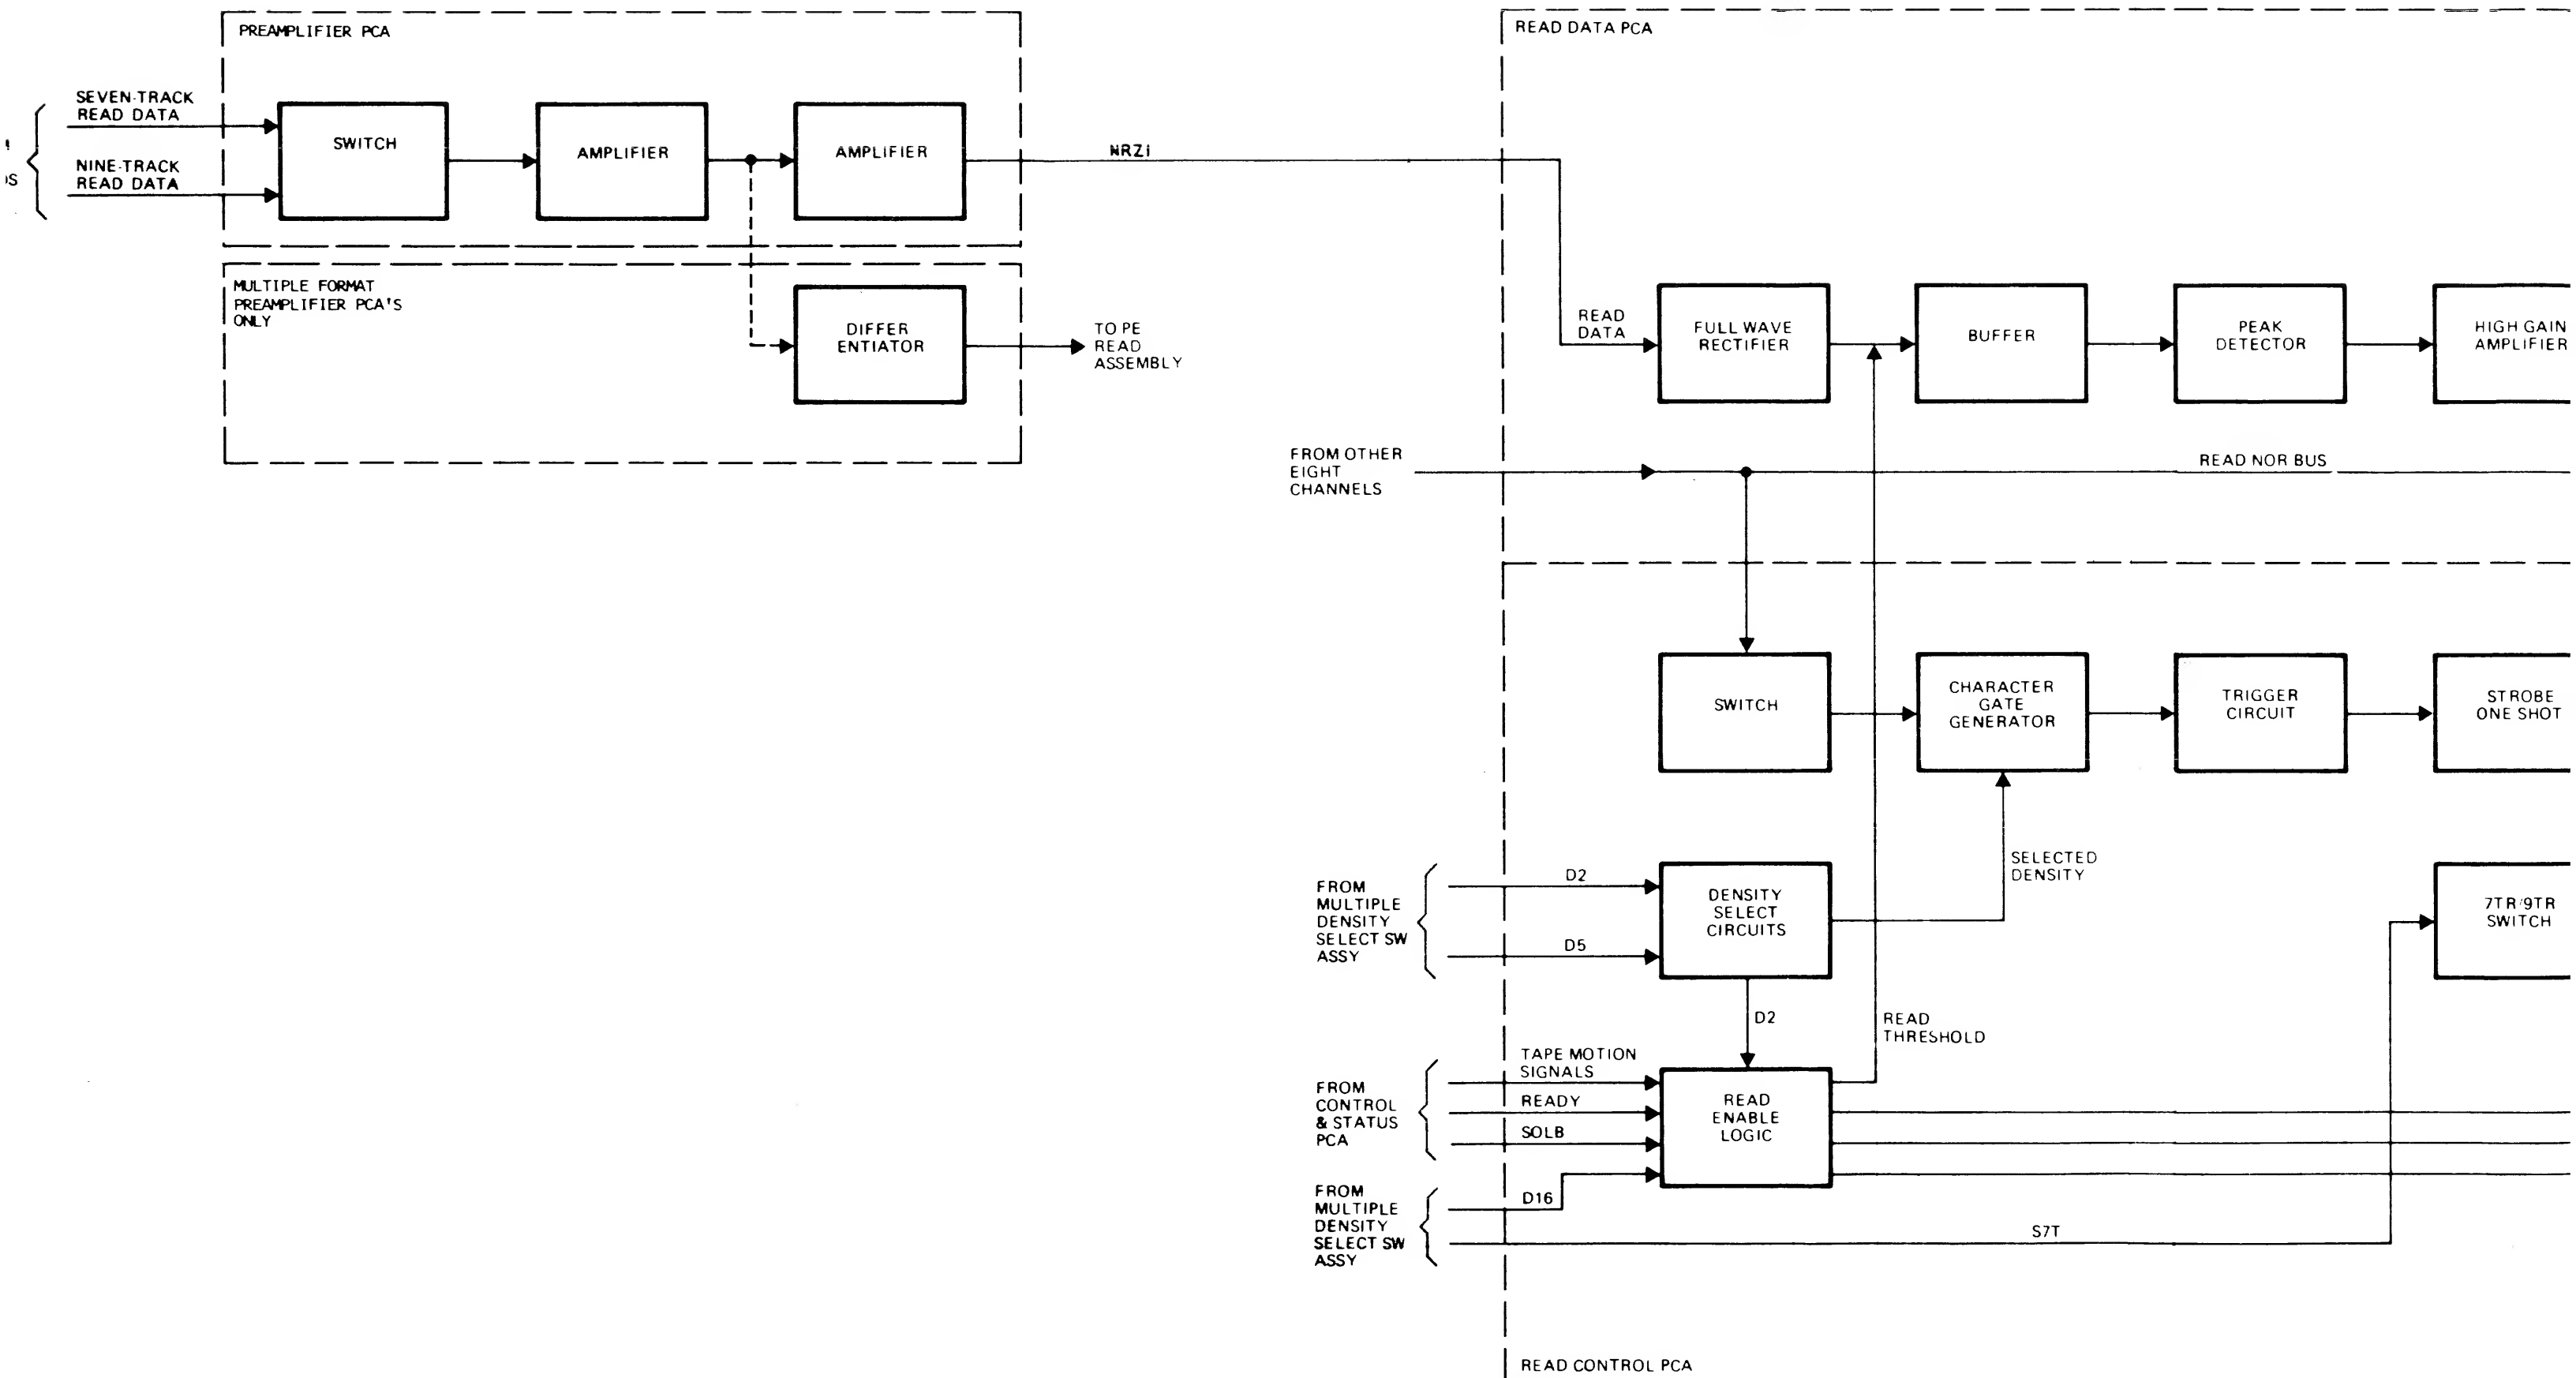 PREAMPLIFIER PCA
SEVEN-TRACK
READ DATA
NINE-TRACK
READ DATA
SWITCH
AMPLIFIER
AMPLIFIER
NRZI
MULTIPLE FORMAT
PREAMPLIFIER PCA'S
ONLY
DIFFER
ENTIATOR
TO PE
READ
ASSEMBLY
READ DATA PCA
READ
DATA
FULL WAVE
RECTIFIER
BUFFER
PEAK
DETECTOR
HIGH GAIN
AMPLIFIER
FROM OTHER
EIGHT
CHANNELS
READ NOR BUS
SWITCH
CHARACTER
GATE
GENERATOR
TRIGGER
CIRCUIT
STROBE
ONE SHOT
FROM
MULTIPLE
DENSITY
SELECT SW
ASSY
D2
D5
DENSITY
SELECT
CIRCUITS
SELECTED
DENSITY
7TR/9TR
SWITCH
D2
READ
THRESHOLD
FROM
CONTROL
& STATUS
PCA
TAPE MOTION
SIGNALS
READY
SOLB
READ
ENABLE
LOGIC
FROM
MULTIPLE
DENSITY
SELECT SW
ASSY
D16
S7T
READ CONTROL PCA